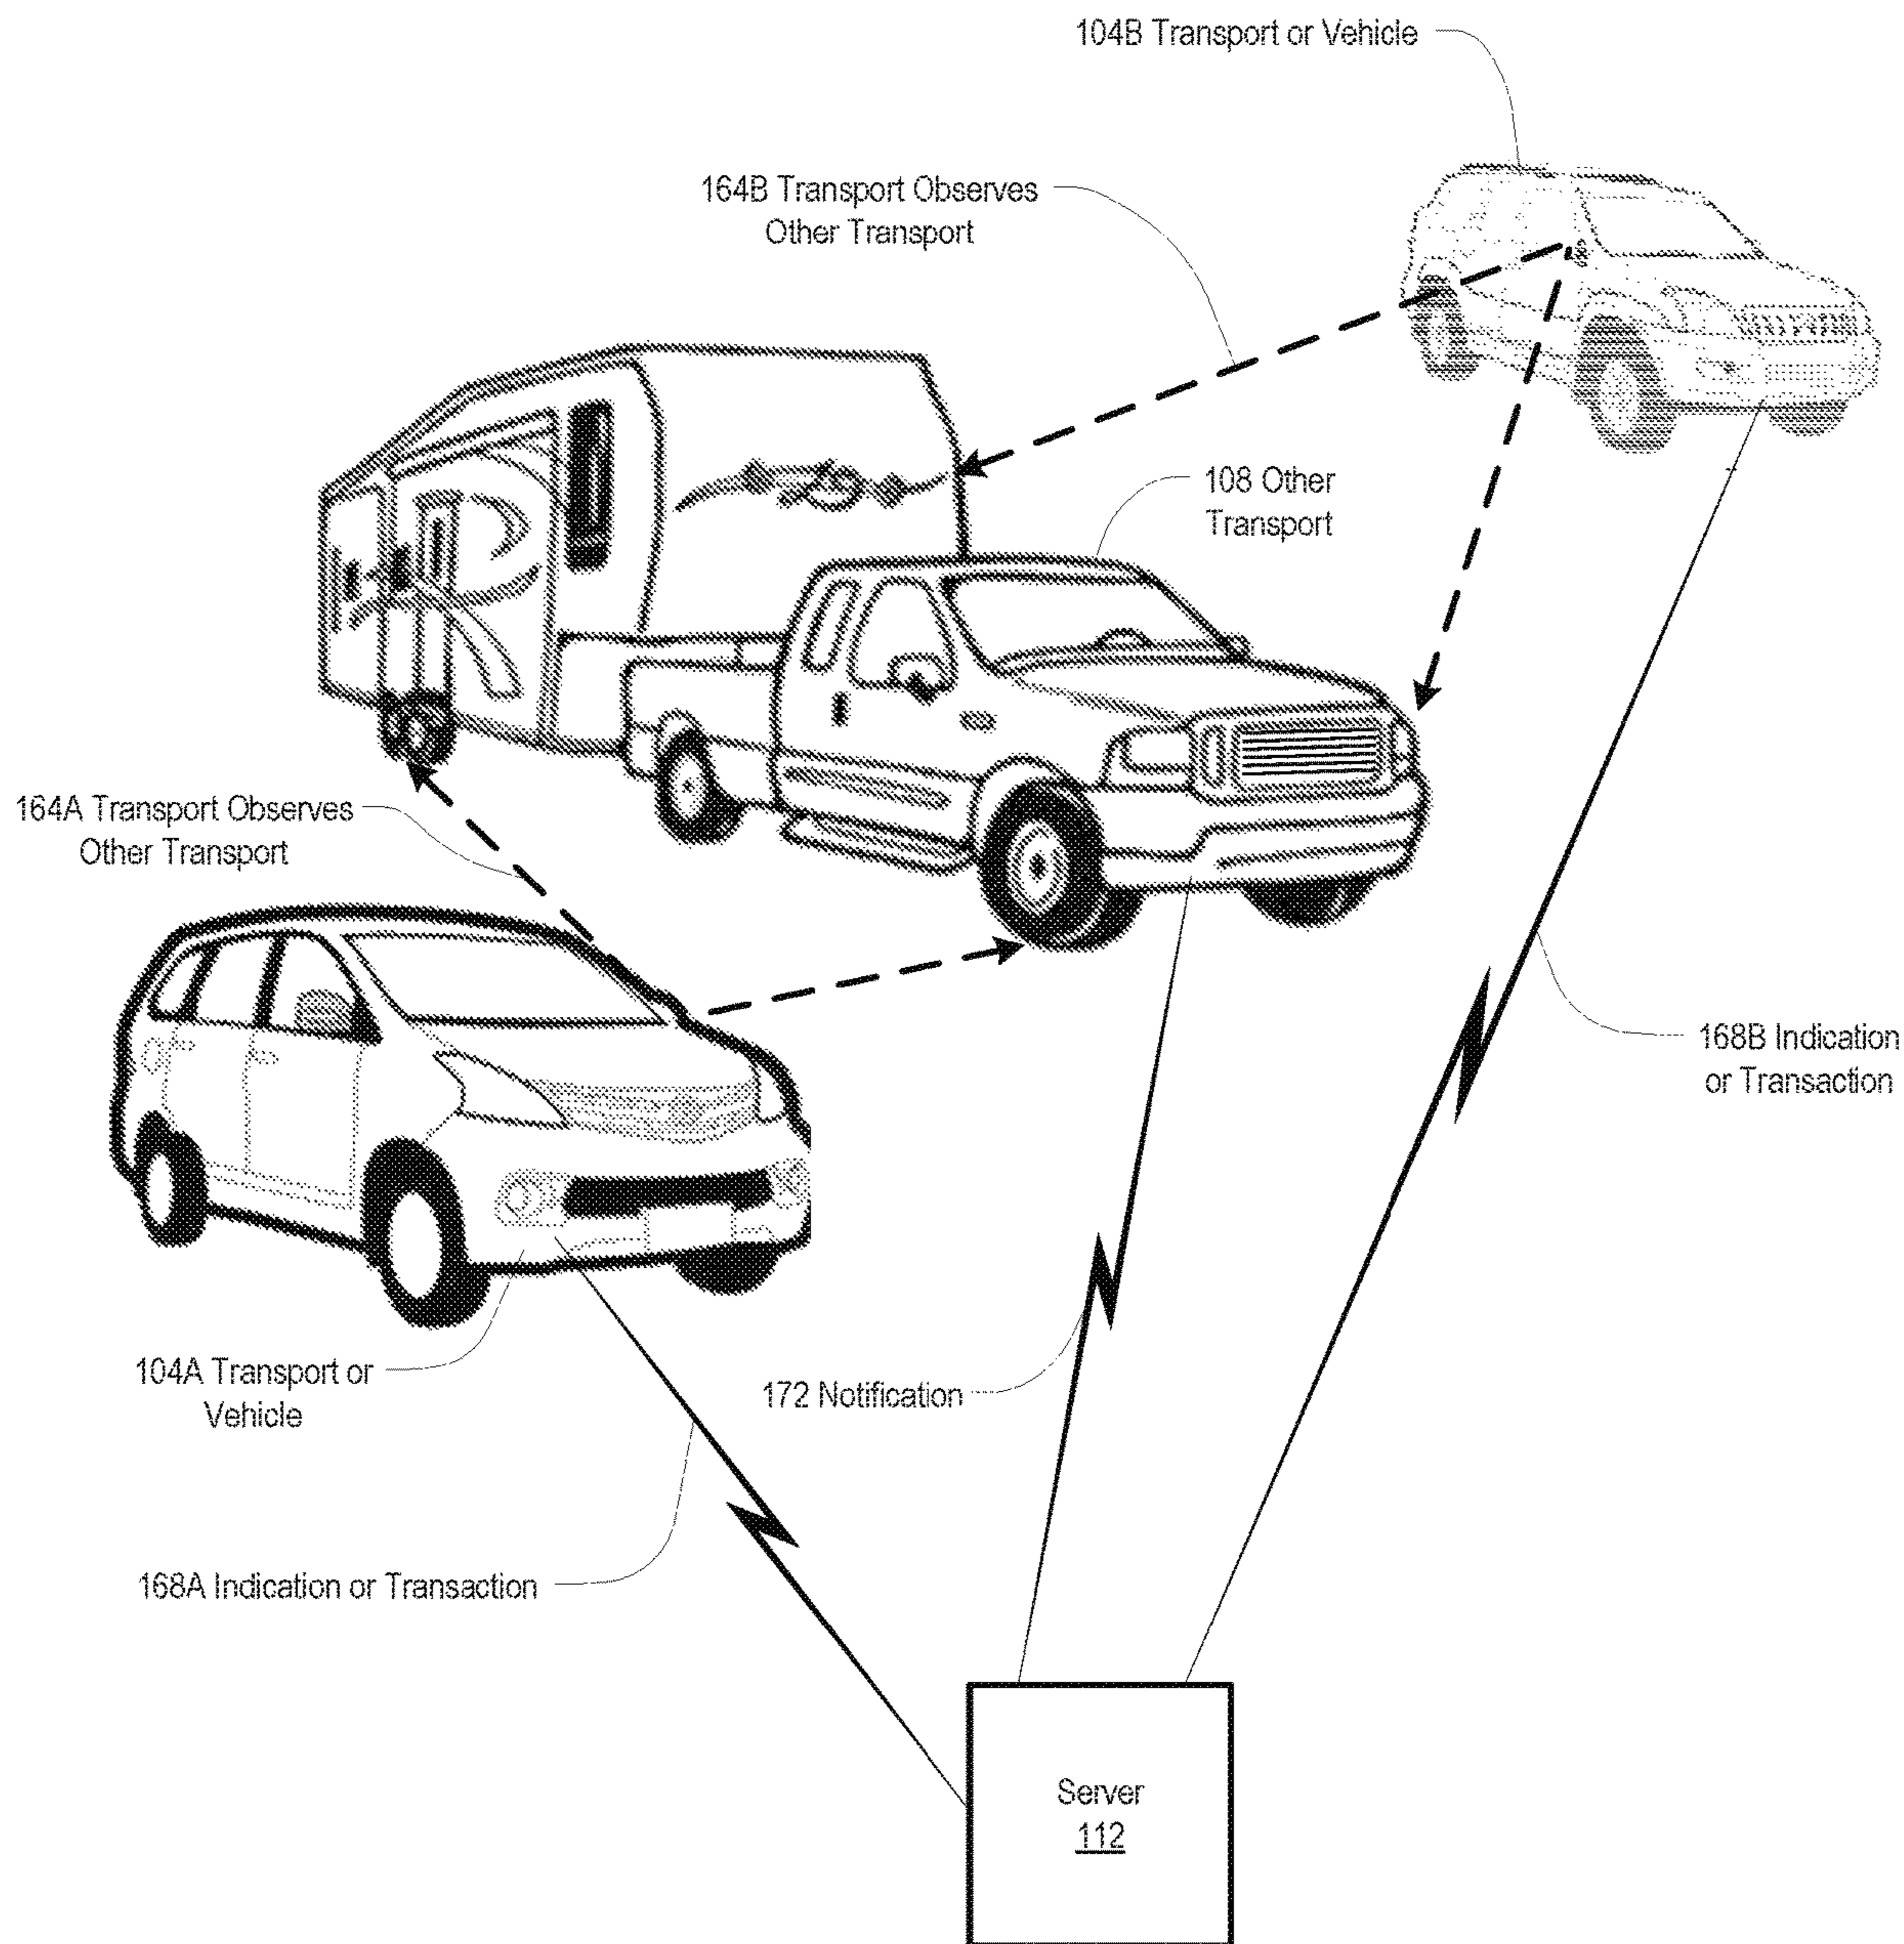 104B Transport or Vehicle
164B Transport Observes
Other Transport
108 Other
Transport
164A Transport Observes
Other Transport
168B Indication
or Transaction
104A Transport or
Vehicle
172 Notification
168A Indication or Transaction
Server
112